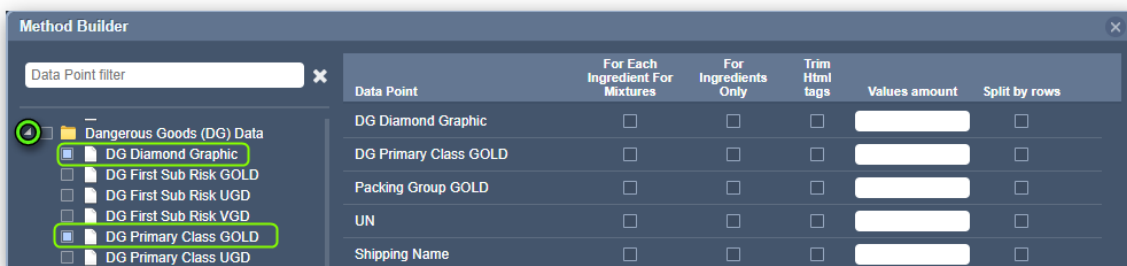 Method Builder
Data Point filter
Dangerous Goods (DG) Data
DG Diamond Graphic
DG First Sub Risk GOLD
DG First Sub Risk UGD
DG First Sub Risk VGD
DG Primary Class GOLD
DG Primary Class UGD
Data Point
For Each
Ingredient For
Mixtures
For
Ingredients
Only
Trim
Html
tags
Values amount
Split by rows
DG Diamond Graphic
DG Primary Class GOLD
Packing Group GOLD
UN
Shipping Name